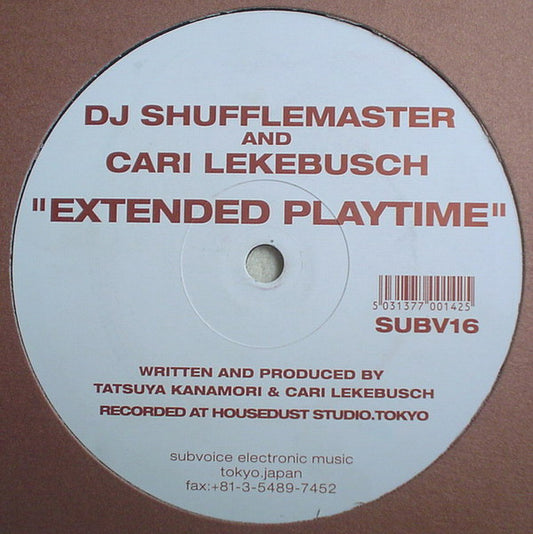 DJ SHUFFLEMASTER
AND
CARI LEKEBUSCH
"EXTENDED PLAYTIME"
5 031377 001425
SUBV16
WRITTEN AND PRODUCED BY
TATSUYA KANAMORI & CARI LEKEBUSCH
RECORDED AT HOUSEDUST STUDIO.TOKYO
subvoice electronic music
tokyo.japan
fax:+81-3-5489-7452